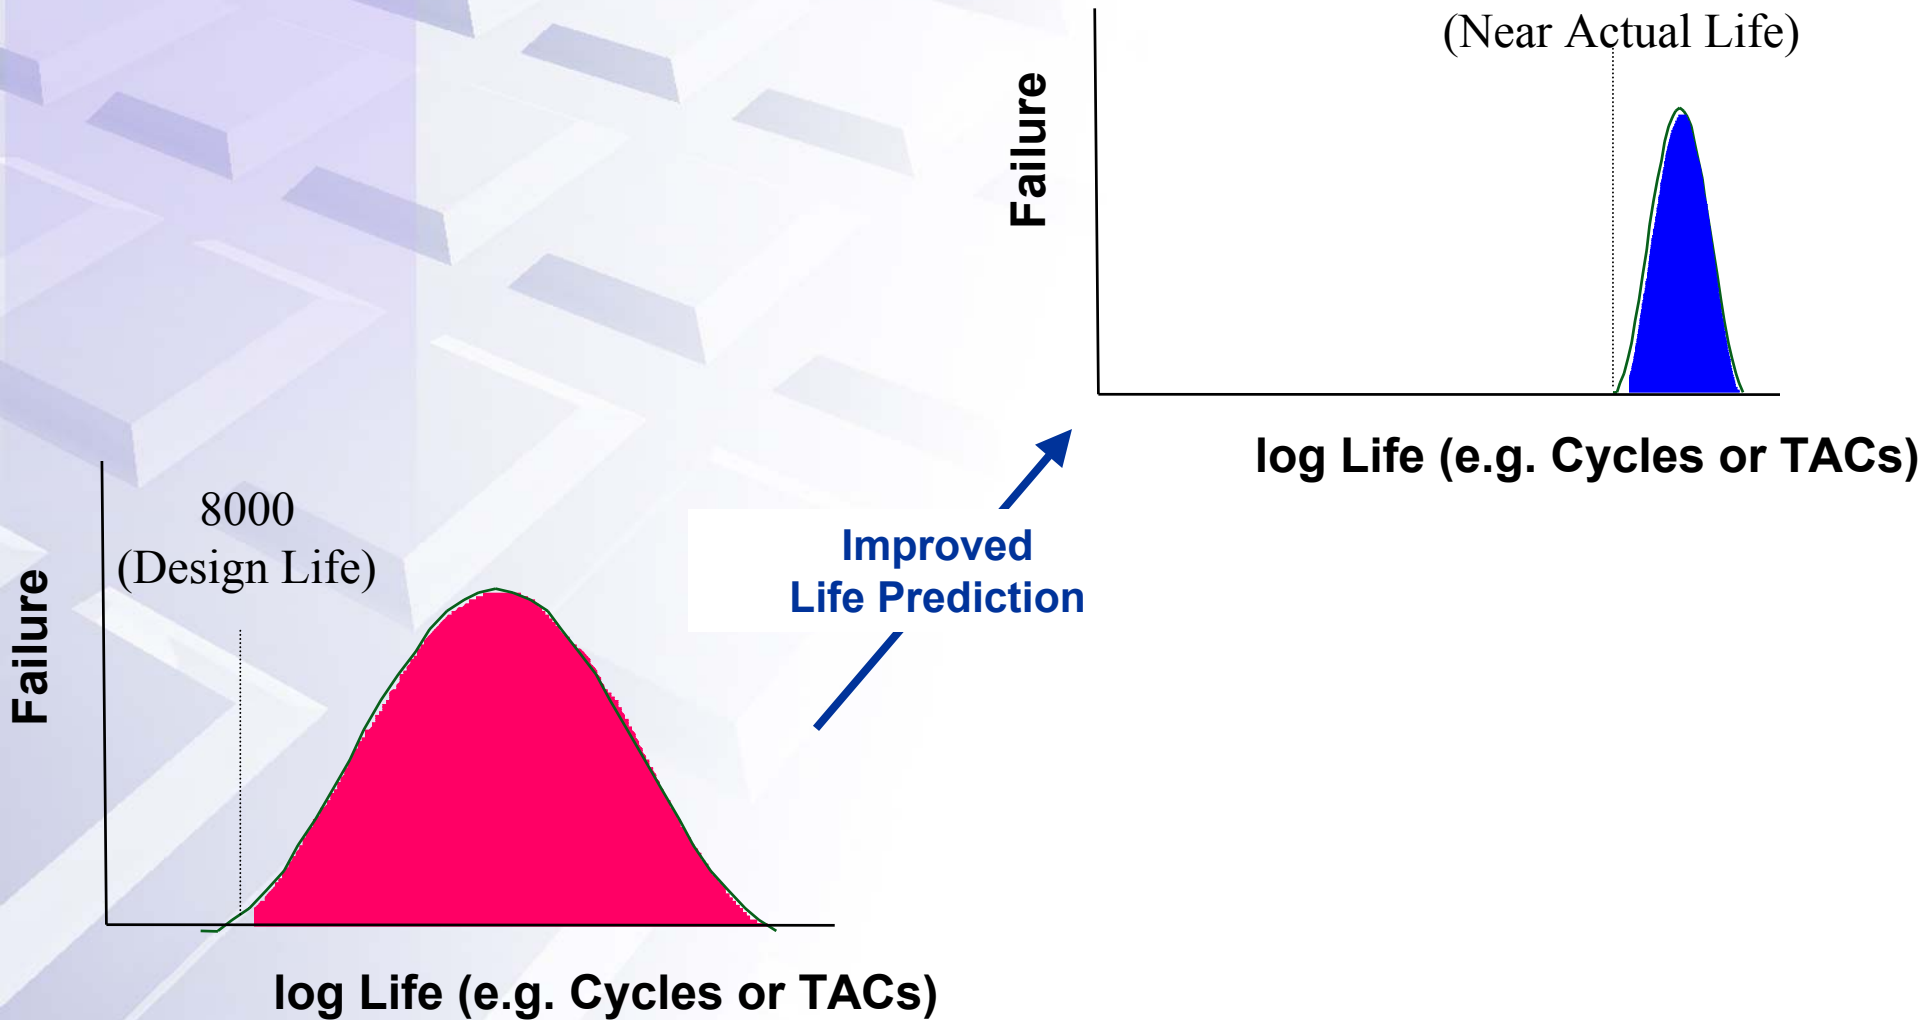 (Near Actual Life)
Failure
log Life (e.g. Cycles or TACs)
8000
(Design Life)
Improved
Life Prediction
Failure
log Life (e.g. Cycles or TACs)